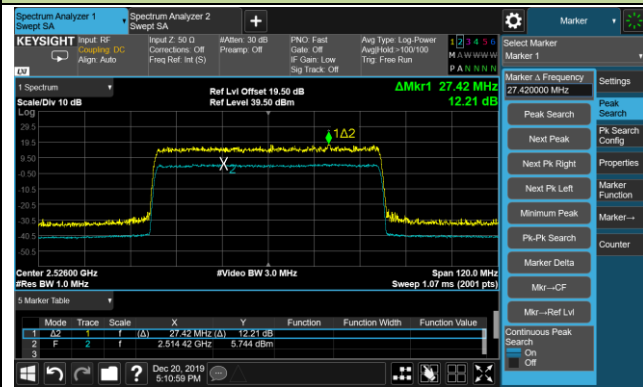 Spectrum Analyzer 1
Swept SA
Spectrum Analyzer 2
Swept SA
+
Marker
KEYSIGHT
Input: RF
Coupling: DC
Align: Auto
Input Z: 50 Ω
Corrections: Off
Freq Ref: Int (S)
#Atten: 30 dB
Preamp: Off
PNO: Fast
Gate: Off
IF Gain: Low
Sig Track: Off
Avg Type: Log-Power
Avg|Hold:>100/100
Trig: Free Run
1 2 3 4 5 6
M A W W W W
P A N N N N
LXI
Select Marker
Marker 1
Marker Δ Frequency
27.420000 MHz
Peak Search
Next Peak
Next Pk Right
Next Pk Left
Minimum Peak
Pk-Pk Search
Marker Delta
Mkr→CF
Mkr→Ref Lvl
Continuous Peak
Search
On
Off
Settings
Peak
Search
Pk Search
Config
Properties
Marker
Function
Marker→
Counter
1 Spectrum
Scale/Div 10 dB
Log
Ref Lvl Offset 19.50 dB
Ref Level 39.50 dBm
ΔMkr1 27.42 MHz
12.21 dB
29.5
19.5
9.50
-0.50
-10.5
-20.5
-30.5
-40.5
-50.5
1Δ2
X2
Center 2.52600 GHz
#Res BW 1.0 MHz
#Video BW 3.0 MHz
Span 120.0 MHz
Sweep 1.07 ms (2001 pts)
5 Marker Table
Mode Trace Scale X Y Function Function Width Function Value
1 Δ2 1 f (Δ) 27.42 MHz (Δ) 12.21 dB
2 F 2 f 2.514 42 GHz 5.744 dBm
3
?
Dec 20, 2019
5:10:59 PM